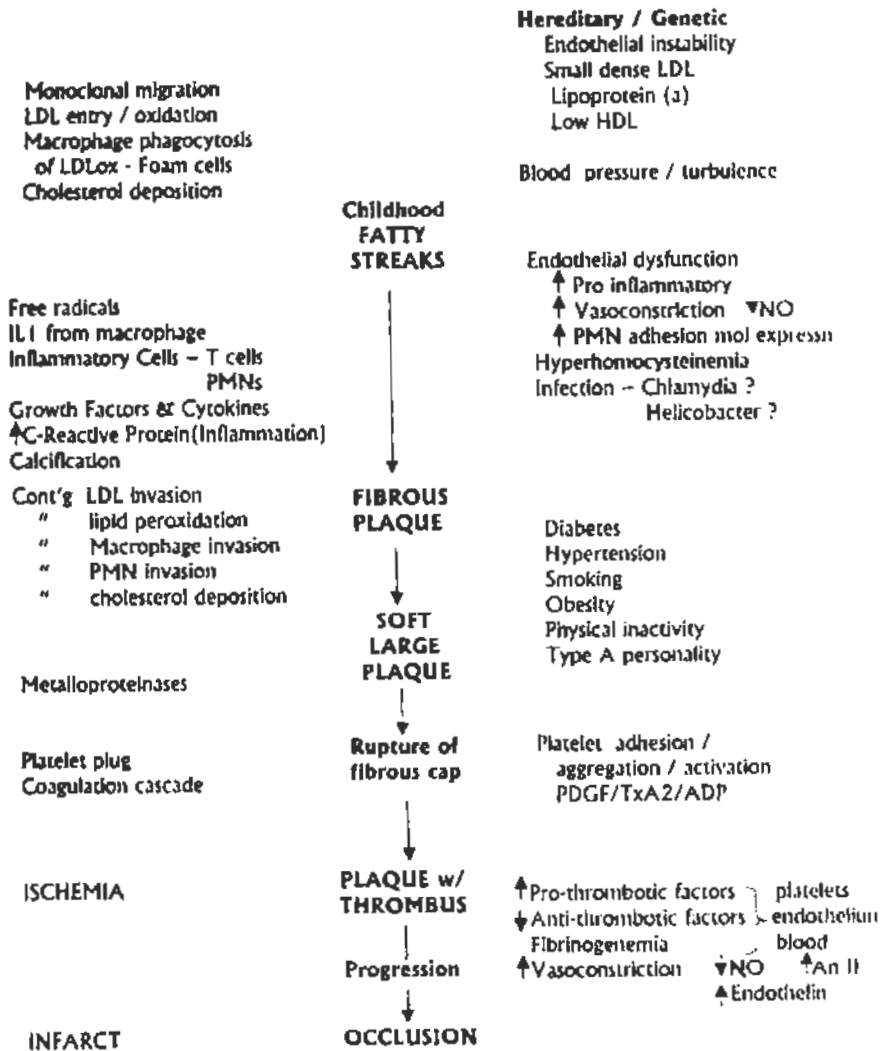 Hereditary / Genetic
Endothelial instability
Small dense LDL
Lipoprotein (a)
Low HDL
Blood pressure / turbulence
Monoclonal migration
LDL entry / oxidation
Macrophage phagocytosis
of LDLox - Foam cells
Cholesterol deposition
Childhood
FATTY
STREAKS
Endothelial dysfunction
↑ Pro inflammatory
↑ Vasoconstriction ▼NO
↑ PMN adhesion mol expressn
Hyperhomocysteinemia
Infection – Chlamydia ?
Helicobacter ?
Free radicals
IL1 from macrophage
Inflammatory Cells – T cells
PMNs
Growth Factors & Cytokines
↑C-Reactive Protein(Inflammation)
Calcification
Cont'g LDL invasion
" lipid peroxidation
" Macrophage invasion
" PMN invasion
" cholesterol deposition
FIBROUS
PLAQUE
Diabetes
Hypertension
Smoking
Obesity
Physical inactivity
Type A personality
SOFT
LARGE
PLAQUE
Metalloproteinases
Rupture of
fibrous cap
Platelet plug
Coagulation cascade
Platelet adhesion /
aggregation / activation
PDGF/TxA2/ADP
ISCHEMIA
PLAQUE w/
THROMBUS
↑Pro-thrombotic factors platelets
↓Anti-thrombotic factors endothelium
Fibrinogenemia blood
↑Vasoconstriction ▼NO ↑An II
▲Endothelin
Progression
INFARCT
OCCLUSION